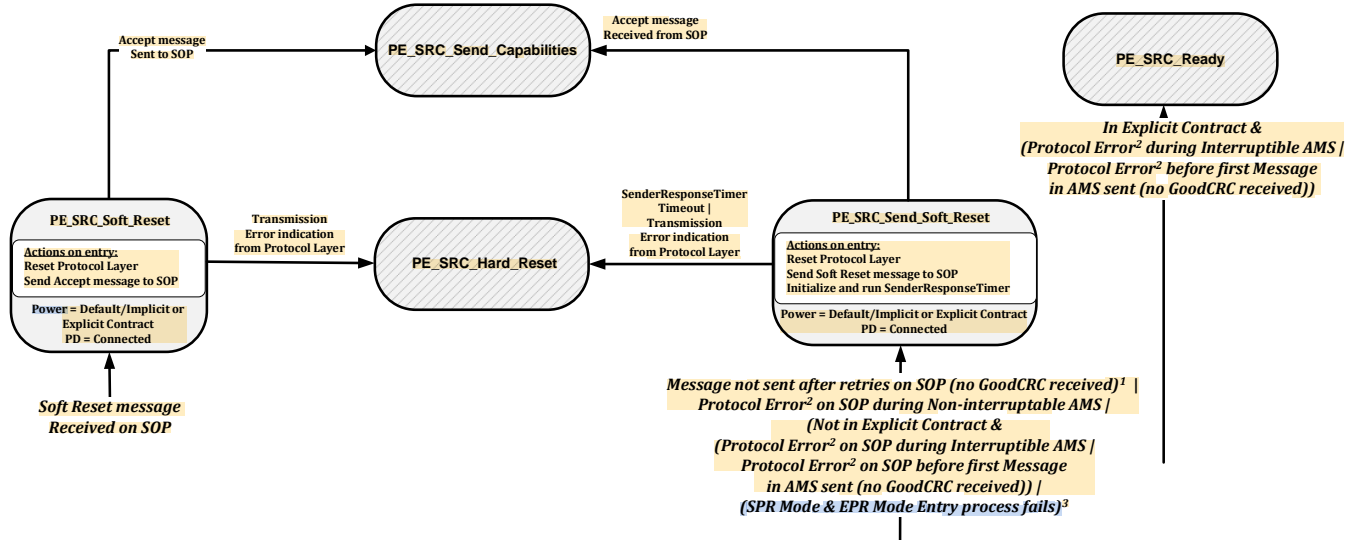 Accept message
Sent to SOP
PE_SRC_Send_Capabilities
Accept message
Received from SOP
PE_SRC_Ready
In Explicit Contract &
(Protocol Error² during Interruptible AMS |
Protocol Error² before first Message
in AMS sent (no GoodCRC received))
PE_SRC_Soft_Reset
Actions on entry:
Reset Protocol Layer
Send Accept message to SOP
Power = Default/Implicit or
Explicit Contract
PD = Connected
Soft Reset message
Received on SOP
Transmission
Error indication
from Protocol Layer
PE_SRC_Hard_Reset
SenderResponseTimer
Timeout |
Transmission
Error indication
from Protocol Layer
PE_SRC_Send_Soft_Reset
Actions on entry:
Reset Protocol Layer
Send Soft Reset message to SOP
Initialize and run SenderResponseTimer
Power = Default/Implicit or Explicit Contract
PD = Connected
Message not sent after retries on SOP (no GoodCRC received)¹ |
Protocol Error² on SOP during Non-interruptable AMS |
(Not in Explicit Contract &
(Protocol Error² on SOP during Interruptible AMS |
Protocol Error² on SOP before first Message
in AMS sent (no GoodCRC received)) |
(SPR Mode & EPR Mode Entry process fails)³